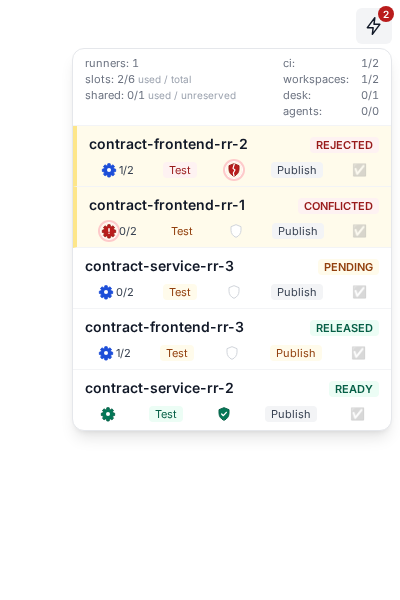 2
runners: 1
slots: 2/6 used / total
shared: 0/1 used / unreserved
ci: 1/2
workspaces: 1/2
desk: 0/1
agents: 0/0
contract-frontend-rr-2 REJECTED
1/2 Test Publish
contract-frontend-rr-1 CONFLICTED
0/2 Test Publish
contract-service-rr-3 PENDING
0/2 Test Publish
contract-frontend-rr-3 RELEASED
1/2 Test Publish
contract-service-rr-2 READY
Test Publish